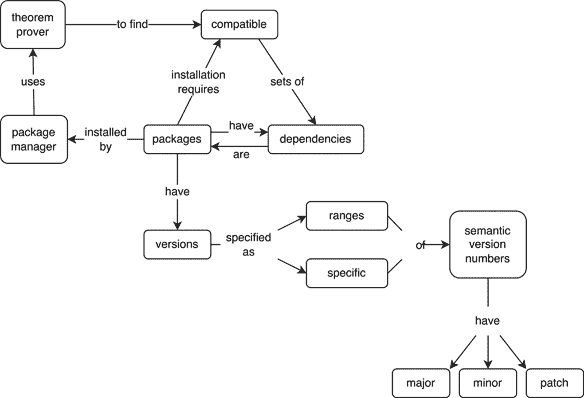 theorem
prover
to find
compatible
uses
installation
requires
sets of
package
manager
installed
by
packages
have
are
dependencies
have
versions
specified
as
ranges
specific
of
semantic
version
numbers
have
major
minor
patch